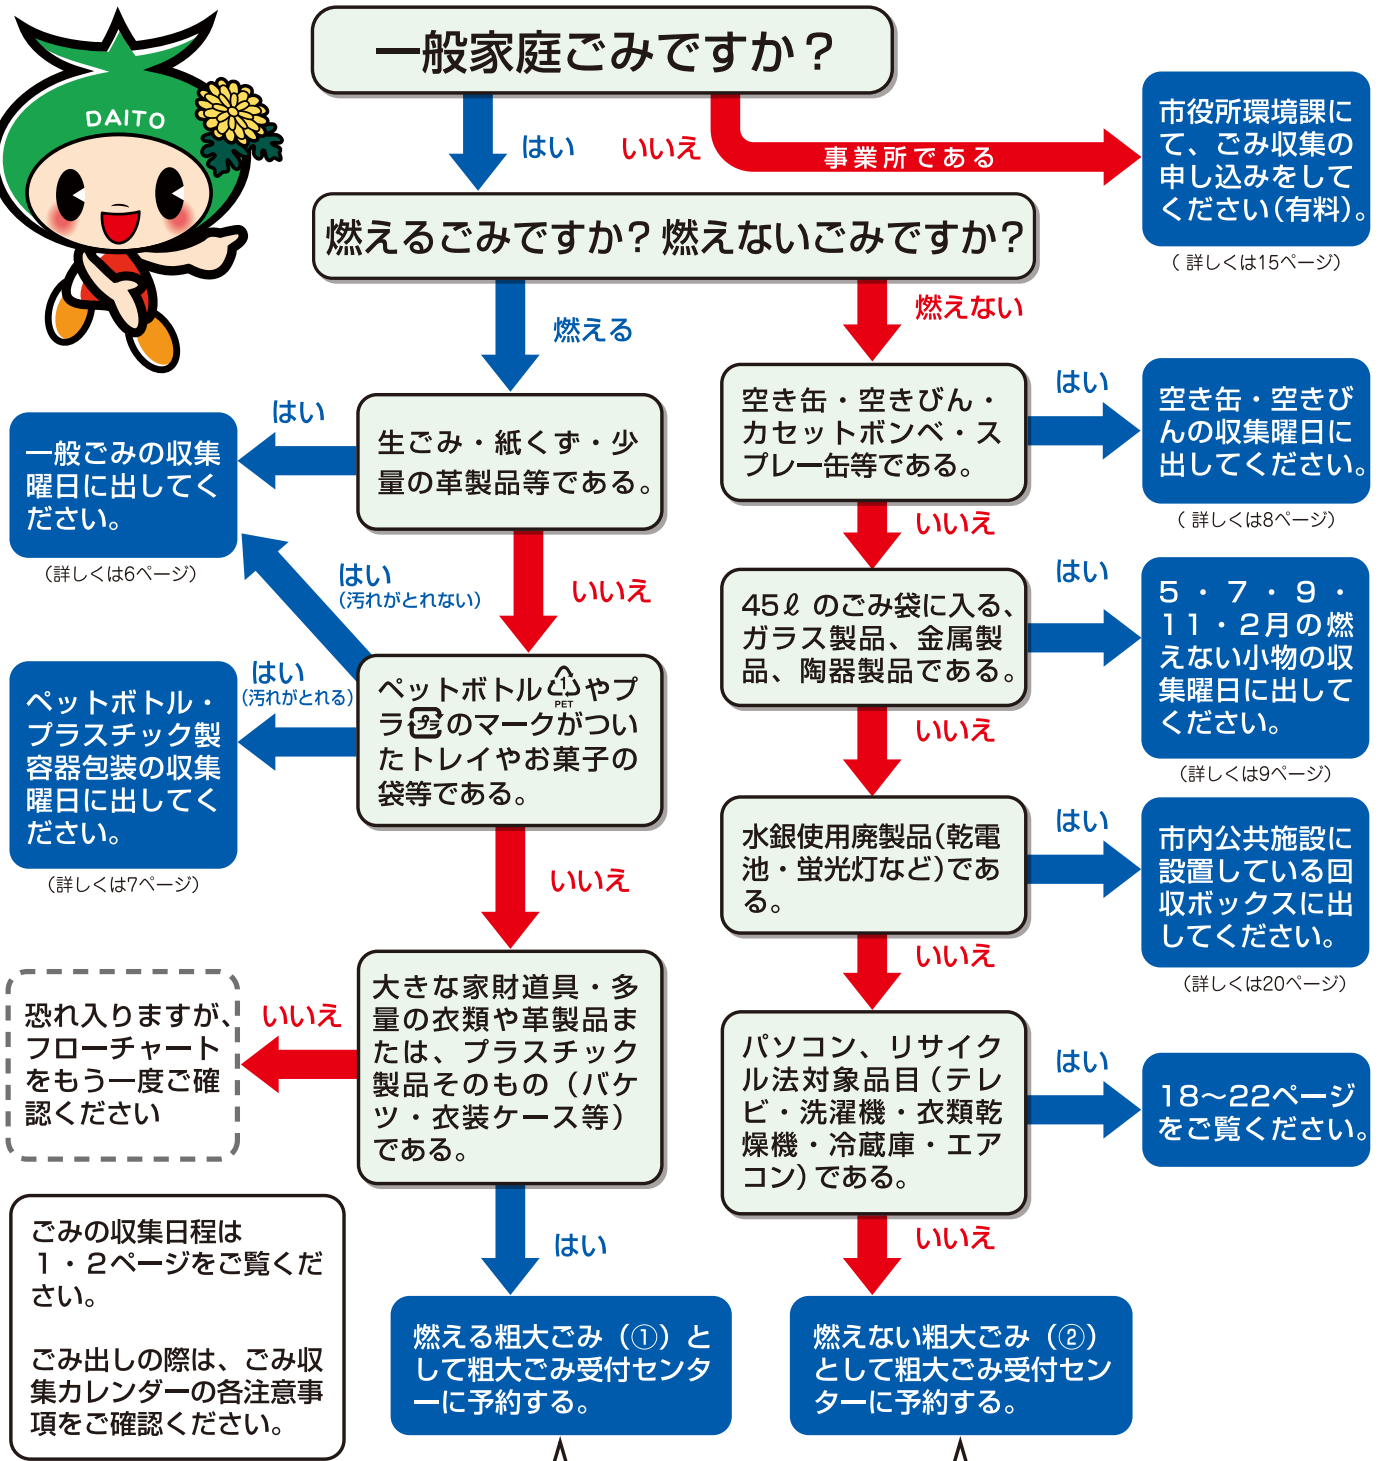 一般家庭ごみですか？
DAITO
はい
いいえ
事業所である
市役所環境課に
て、ごみ収集の
申し込みをして
ください（有料）。
（詳しくは15ページ）
燃えるごみですか？燃えないごみですか？
燃える
燃えない
はい
生ごみ・紙くず・少
量の革製品等である。
一般ごみの収集
曜日に出してく
ださい。
（詳しくは6ページ）
はい
（汚れがとれない）
いいえ
はい
（汚れがとれる）
ペットボトル・
プラスチック製
容器包装の収集
曜日に出してく
ださい。
（詳しくは7ページ）
ペットボトル1 PETやプ
ラプラのマークがつい
たトレイやお菓子の
袋等である。
いいえ
大きな家財道具・多
量の衣類や革製品ま
たは、プラスチック
製品そのもの（バケ
ツ・衣装ケース等）
である。
いいえ
恐れ入りますが、
フローチャート
をもう一度ご確
認ください
はい
燃える粗大ごみ（①）と
して粗大ごみ受付センタ
ーに予約する。
空き缶・空きびん・
カセットボンベ・ス
プレー缶等である。
はい
空き缶・空きび
んの収集曜日に
出してください。
（詳しくは8ページ）
いいえ
45ℓのごみ袋に入る、
ガラス製品、金属製
品、陶器製品である。
はい
5・7・9・
11・2月の燃
えない小物の収
集曜日に出して
ください。
（詳しくは9ページ）
いいえ
水銀使用廃製品（乾電
池・蛍光灯など）であ
る。
はい
市内公共施設に
設置している回
収ボックスに出
してください。
（詳しくは20ページ）
いいえ
パソコン、リサイク
ル法対象品目（テレ
ビ・洗濯機・衣類乾
燥機・冷蔵庫・エア
コン）である。
はい
18～22ページ
をご覧ください。
いいえ
燃えない粗大ごみ（②）
として粗大ごみ受付セン
ターに予約する。
ごみの収集日程は
1・2ページをご覧くだ
さい。
ごみ出しの際は、ごみ収
集カレンダーの各注意事
項をご確認ください。